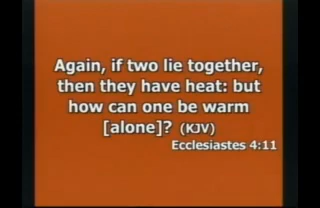 Again, if two lie together,
then they have heat: but
how can one be warm
[alone]? (KJV)
Ecclesiastes 4:11